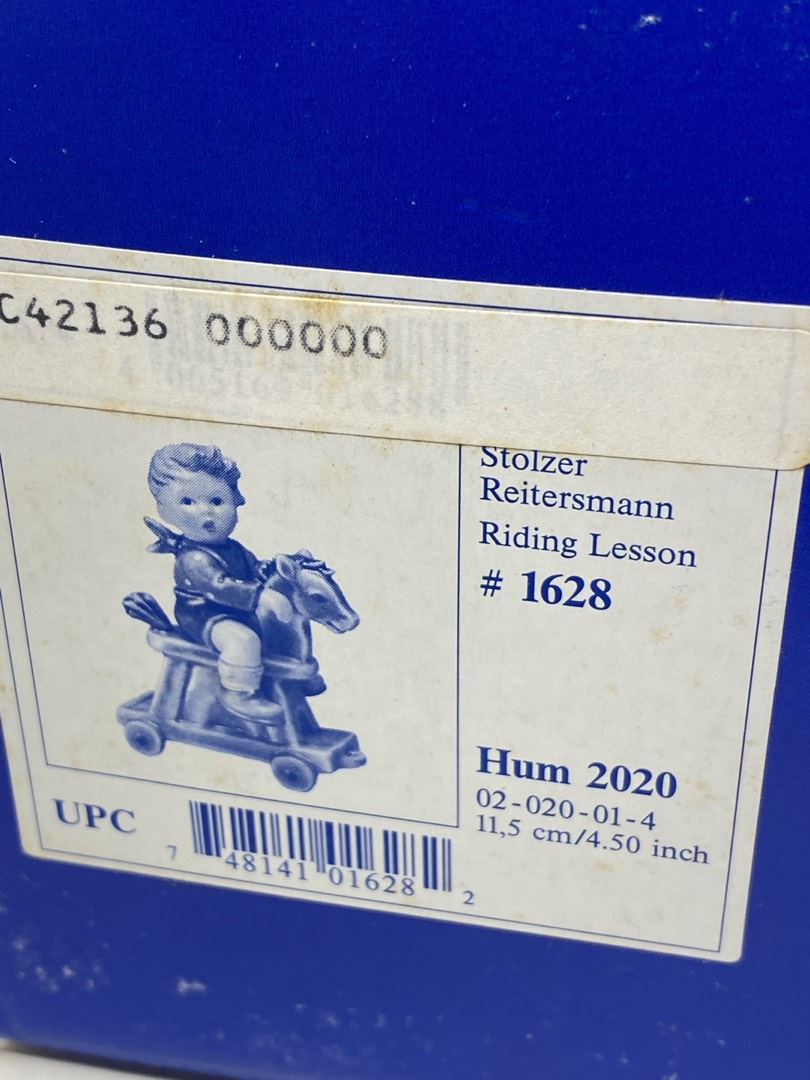 C42136 000000
Stolzer
Reitersmann
Riding Lesson
# 1628
Hum 2020
02-020-01-4
11,5 cm/4.50 inch
UPC
7 48141 01628 2